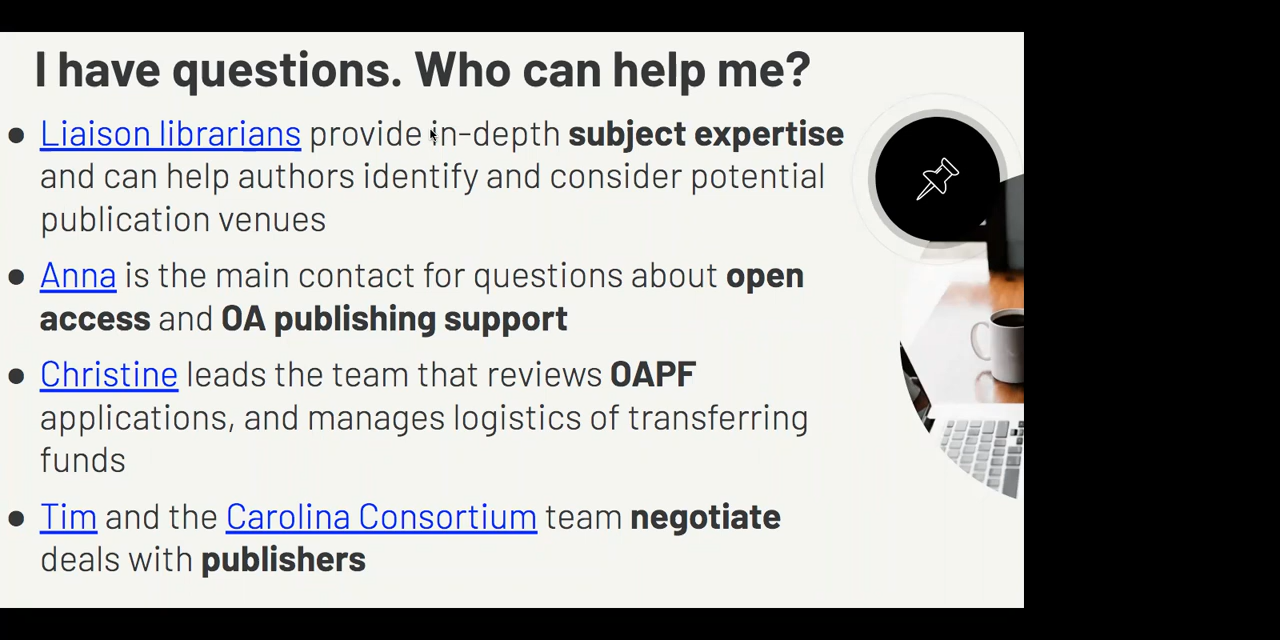 I have questions. Who can help me?
● Liaison librarians provide in-depth subject expertise
and can help authors identify and consider potential
publication venues
● Anna is the main contact for questions about open
access and OA publishing support
● Christine leads the team that reviews OAPF
applications, and manages logistics of transferring
funds
● Tim and the Carolina Consortium team negotiate
deals with publishers